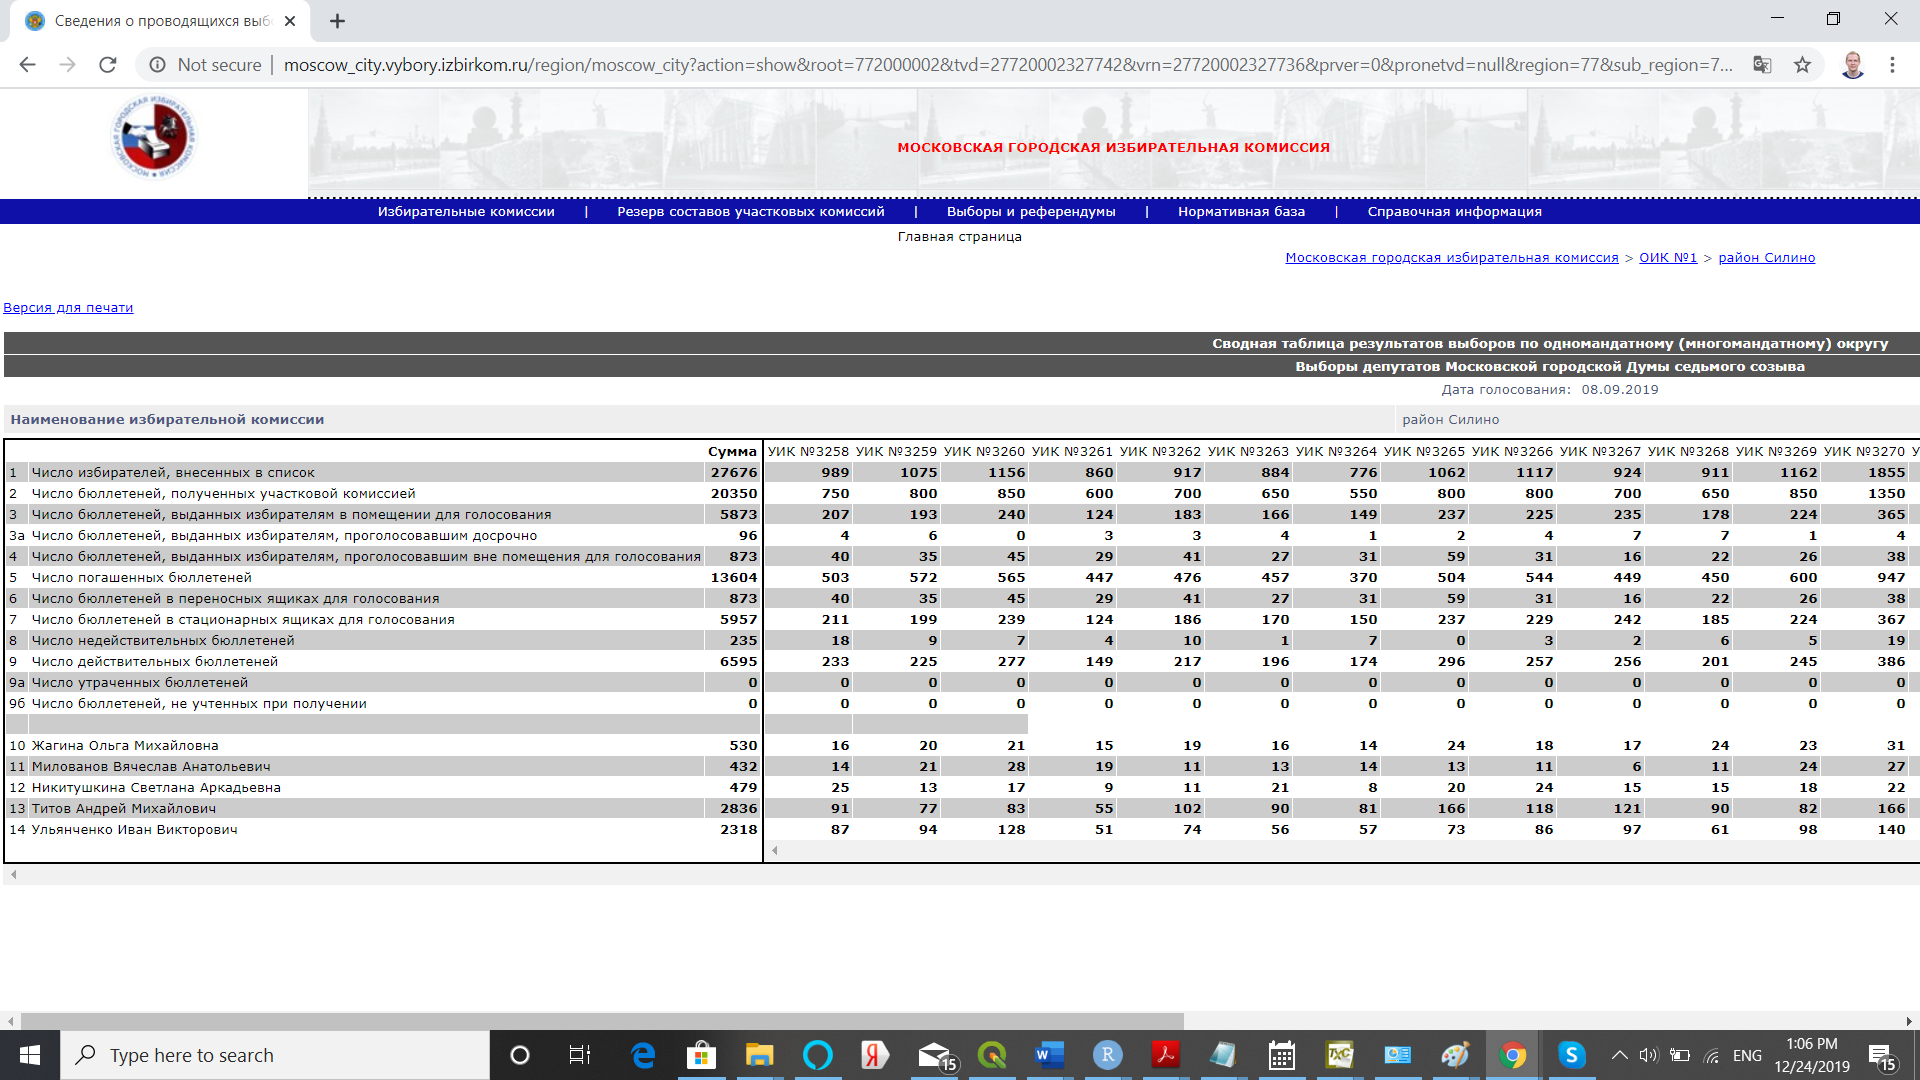 Сведения о проводящихся выб
Not secure | moscow_city.vybory.izbirkom.ru/region/moscow_city?action=show&root=772000002&tvd=27720002327742&vrn=27720002327736&prver=0&pronetvd=null&region=77&sub_region=7...
МОСКОВСКАЯ ГОРОДСКАЯ ИЗБИРАТЕЛЬНАЯ КОМИССИЯ
Избирательные комиссии | Резерв составов участковых комиссий | Выборы и референдумы | Нормативная база | Справочная информация
Главная страница
Московская городская избирательная комиссия > ОИК №1 > район Силино
Версия для печати
Сводная таблица результатов выборов по одномандатному (многомандатному) округу
Выборы депутатов Московской городской Думы седьмого созыва
Дата голосования: 08.09.2019
Наименование избирательной комиссии район Силино
Сумма УИК №3258 УИК №3259 УИК №3260 УИК №3261 УИК №3262 УИК №3263 УИК №3264 УИК №3265 УИК №3266 УИК №3267 УИК №3268 УИК №3269 УИК №3270
1 Число избирателей, внесенных в список 27676 989 1075 1156 860 917 884 776 1062 1117 924 911 1162 1855
2 Число бюллетеней, полученных участковой комиссией 20350 750 800 850 600 700 650 550 800 800 700 650 850 1350
3 Число бюллетеней, выданных избирателям в помещении для голосования 5873 207 193 240 124 183 166 149 237 225 235 178 224 365
3а Число бюллетеней, выданных избирателям, проголосовавшим досрочно 96 4 6 0 3 3 4 1 2 4 7 7 1 4
4 Число бюллетеней, выданных избирателям, проголосовавшим вне помещения для голосования 873 40 35 45 29 41 27 31 59 31 16 22 26 38
5 Число погашенных бюллетеней 13604 503 572 565 447 476 457 370 504 544 449 450 600 947
6 Число бюллетеней в переносных ящиках для голосования 873 40 35 45 29 41 27 31 59 31 16 22 26 38
7 Число бюллетеней в стационарных ящиках для голосования 5957 211 199 239 124 186 170 150 237 229 242 185 224 367
8 Число недействительных бюллетеней 235 18 9 7 4 10 1 7 0 3 2 6 5 19
9 Число действительных бюллетеней 6595 233 225 277 149 217 196 174 296 257 256 201 245 386
9а Число утраченных бюллетеней 0 0 0 0 0 0 0 0 0 0 0 0 0 0
9б Число бюллетеней, не учтенных при получении 0 0 0 0 0 0 0 0 0 0 0 0 0 0
10 Жагина Ольга Михайловна 530 16 20 21 15 19 16 14 24 18 17 24 23 31
11 Милованов Вячеслав Анатольевич 432 14 21 28 19 11 13 14 13 11 6 11 24 27
12 Никитушкина Светлана Аркадьевна 479 25 13 17 9 11 21 8 20 24 15 15 18 22
13 Титов Андрей Михайлович 2836 91 77 83 55 102 90 81 166 118 121 90 82 166
14 Ульянченко Иван Викторович 2318 87 94 128 51 74 56 57 73 86 97 61 98 140
Type here to search
15
ENG
1:06 PM
12/24/2019
15